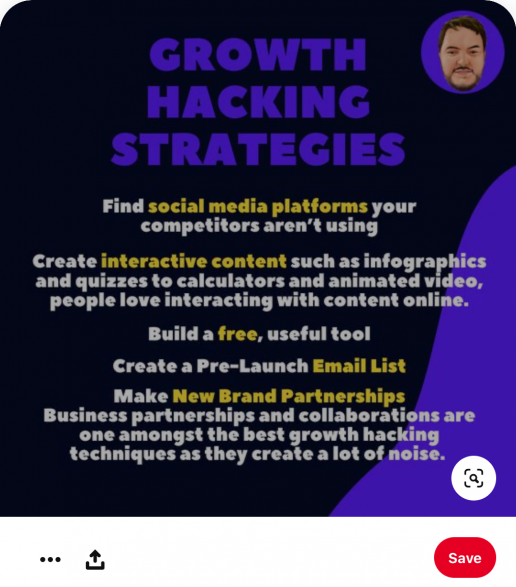 GROWTH
HACKING
STRATEGIES
Find social media platforms your
competitors aren't using
Create interactive content such as infographics
and quizzes to calculators and animated video,
people love interacting with content online.
Build a free, useful tool
Create a Pre-Launch Email List
Make New Brand Partnerships
Business partnerships and collaborations are
one amongst the best growth hacking
techniques as they create a lot of noise.
Save